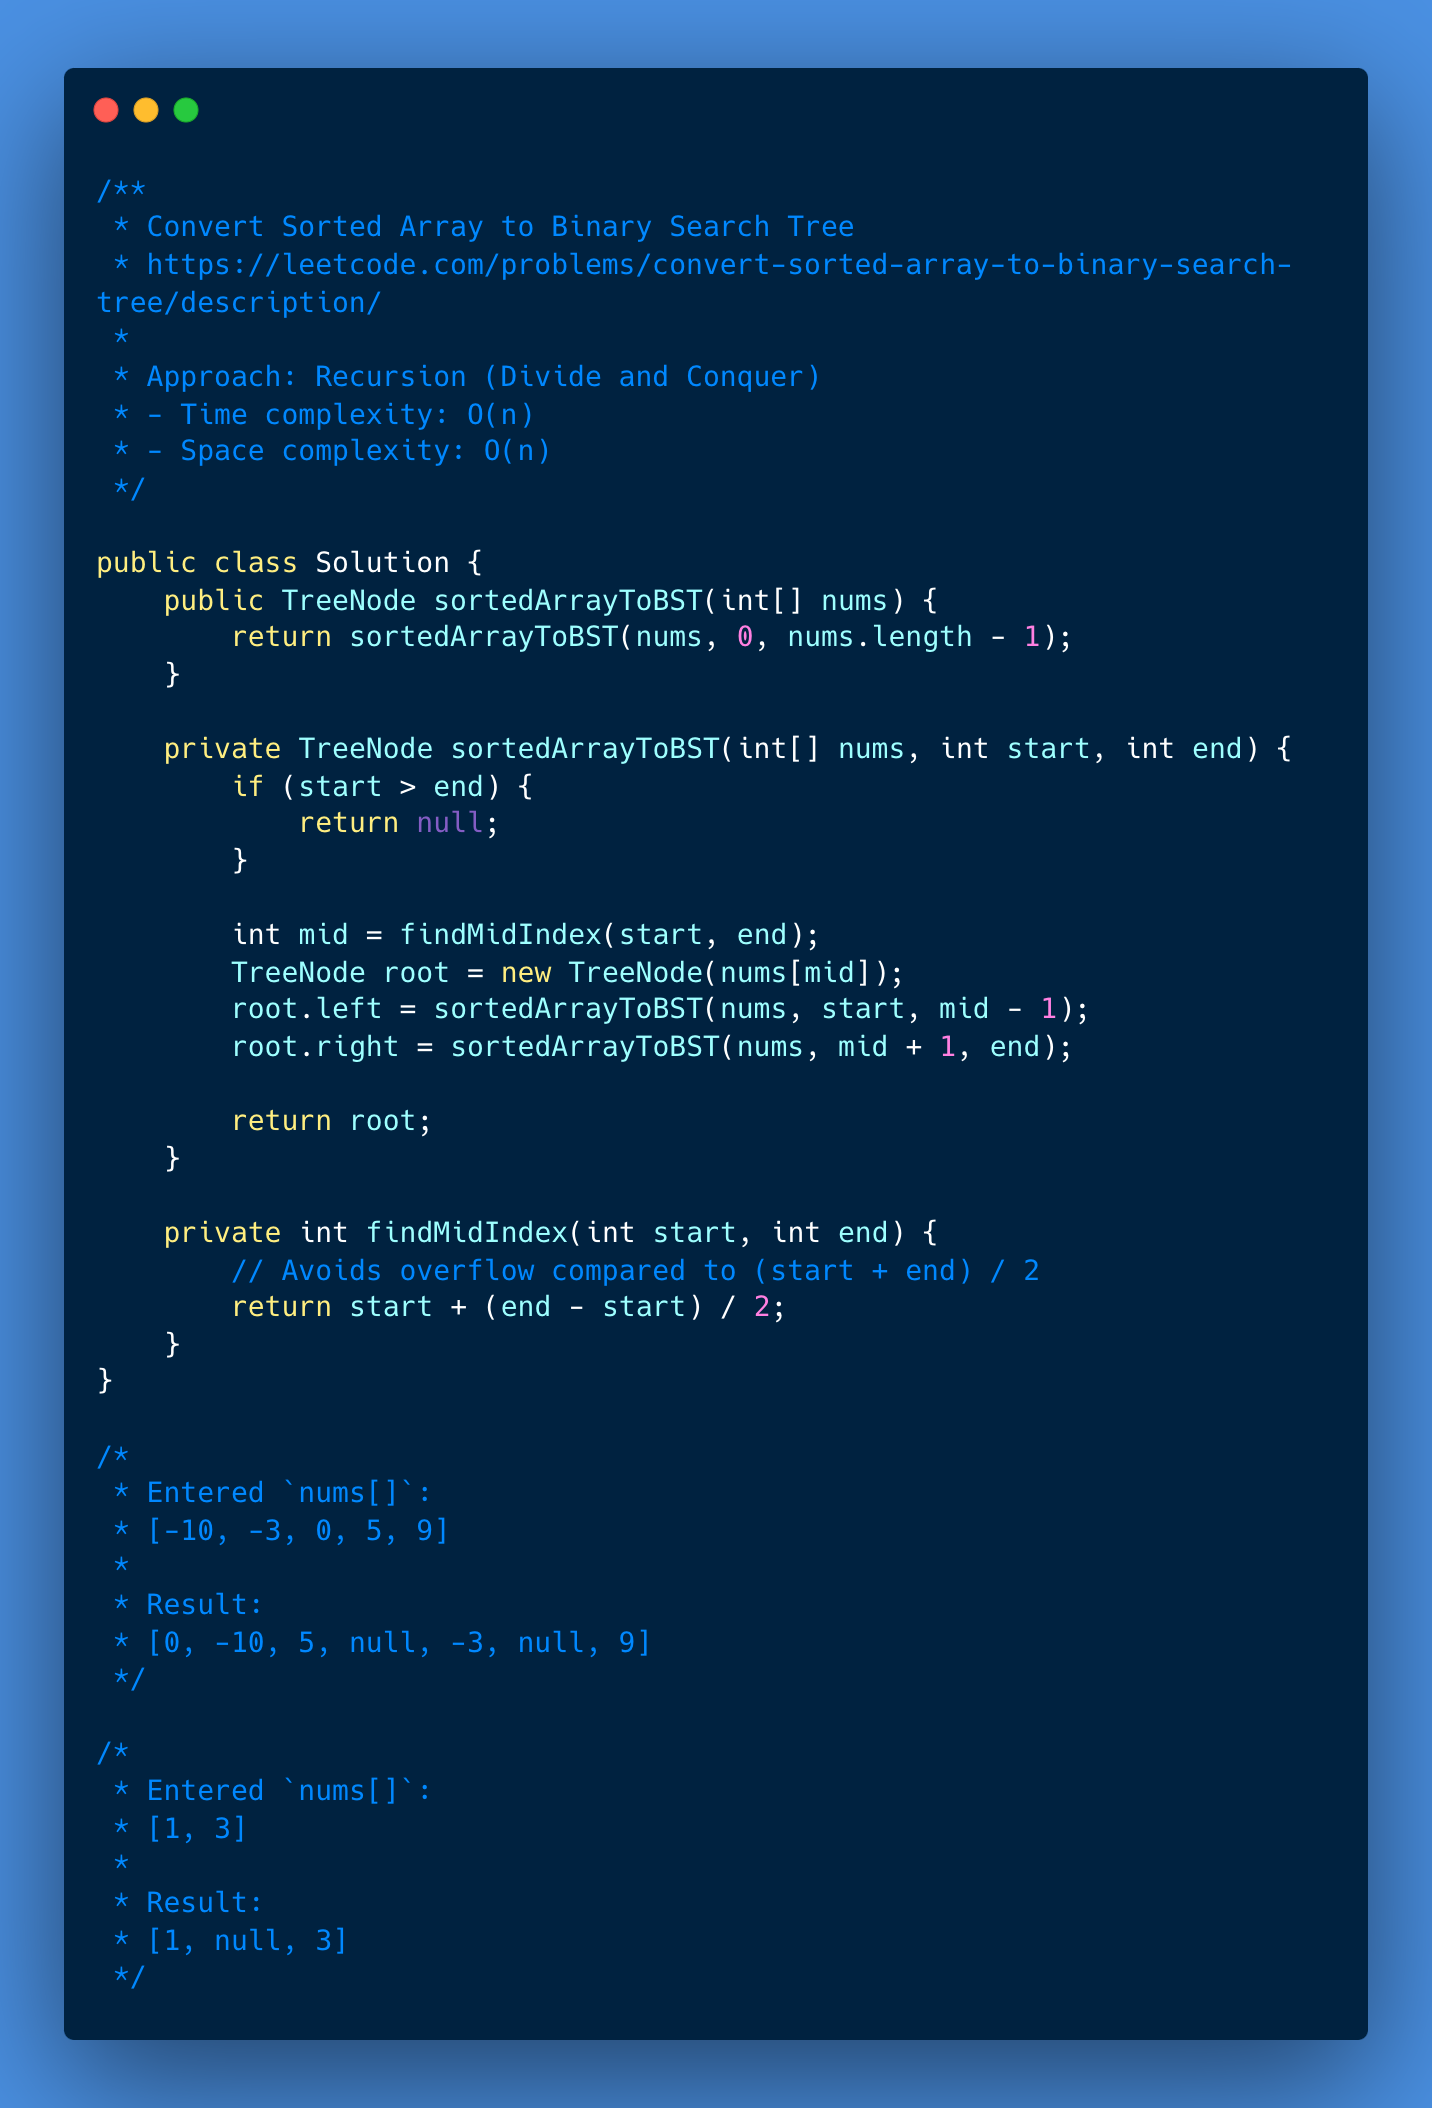 /**
 * Convert Sorted Array to Binary Search Tree
 * https://leetcode.com/problems/convert-sorted-array-to-binary-search-
tree/description/
 *
 * Approach: Recursion (Divide and Conquer)
 * - Time complexity: O(n)
 * - Space complexity: O(n)
 */

public class Solution {
    public TreeNode sortedArrayToBST(int[] nums) {
        return sortedArrayToBST(nums, 0, nums.length - 1);
    }

    private TreeNode sortedArrayToBST(int[] nums, int start, int end) {
        if (start > end) {
            return null;
        }

        int mid = findMidIndex(start, end);
        TreeNode root = new TreeNode(nums[mid]);
        root.left = sortedArrayToBST(nums, start, mid - 1);
        root.right = sortedArrayToBST(nums, mid + 1, end);

        return root;
    }

    private int findMidIndex(int start, int end) {
        // Avoids overflow compared to (start + end) / 2
        return start + (end - start) / 2;
    }
}

/*
 * Entered `nums[]`:
 * [-10, -3, 0, 5, 9]
 *
 * Result:
 * [0, -10, 5, null, -3, null, 9]
 */

/*
 * Entered `nums[]`:
 * [1, 3]
 *
 * Result:
 * [1, null, 3]
 */